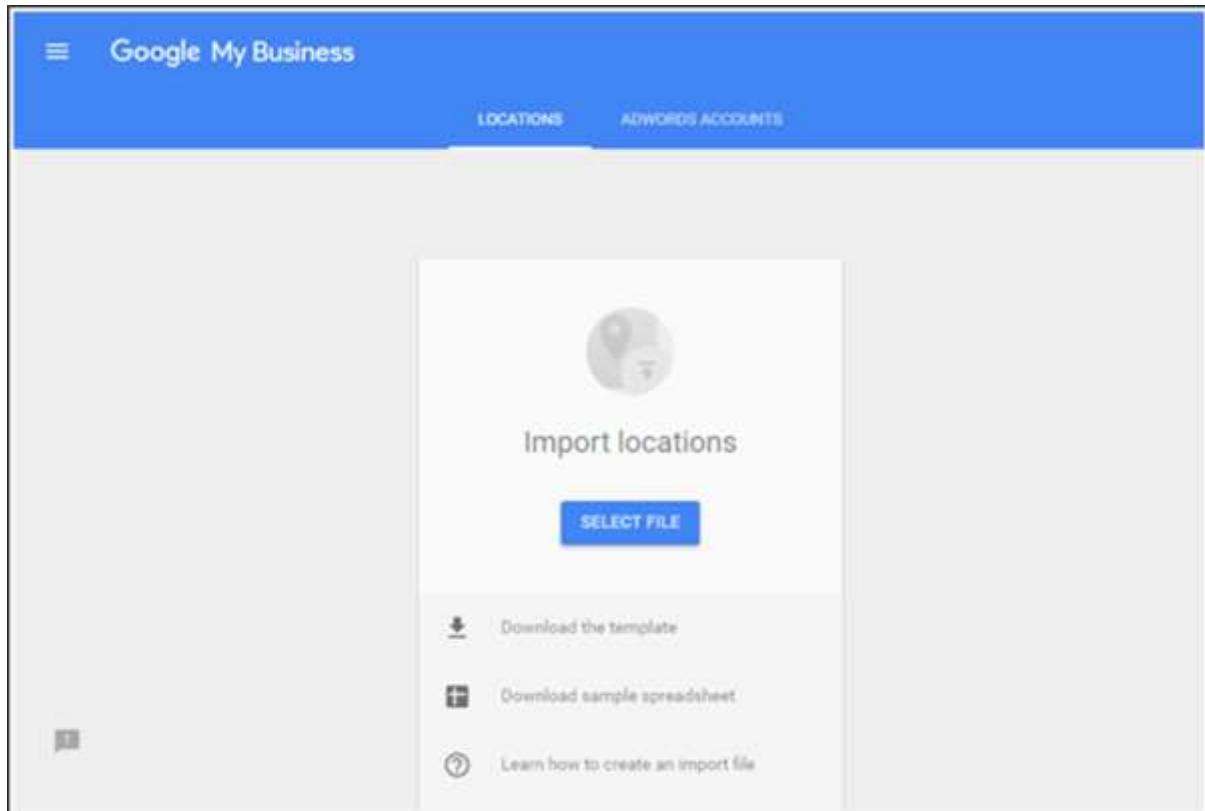 Google My Business
LOCATIONS
ADWORDS ACCOUNTS
Import locations
SELECT FILE
Download the template
Download sample spreadsheet
Learn how to create an import file